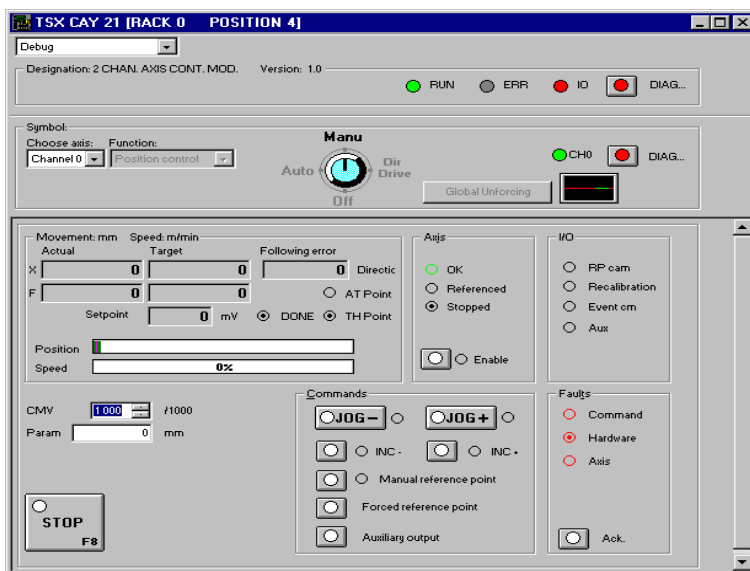 TSX CAY 21 [RACK 0 POSITION 4]
Debug
Designation: 2 CHAN. AXIS CONT. MOD. Version: 1.0
RUN ERR IO DIAG...
Symbol:
Choose axis: Function:
Channel 0 Position control
Manu
Auto Dir Drive
Off
Global Unforcing
CH0 DIAG...
Movement: mm Speed: m/min
Actual Target Following error
X 0 0 0 Directic
F 0 0 AT Point
Setpoint 0 mV DONE TH Point
Position
Speed 0%
Axis
OK
Referenced
Stopped
Enable
I/O
RP cam
Recalibration
Event cm
Aux
CMV 1000 /1000
Param 0 mm
STOP
F8
Commands
JOG- JOG+
INC - INC +
Manual reference point
Forced reference point
Auxiliary output
Faults
Command
Hardware
Axis
Ack.